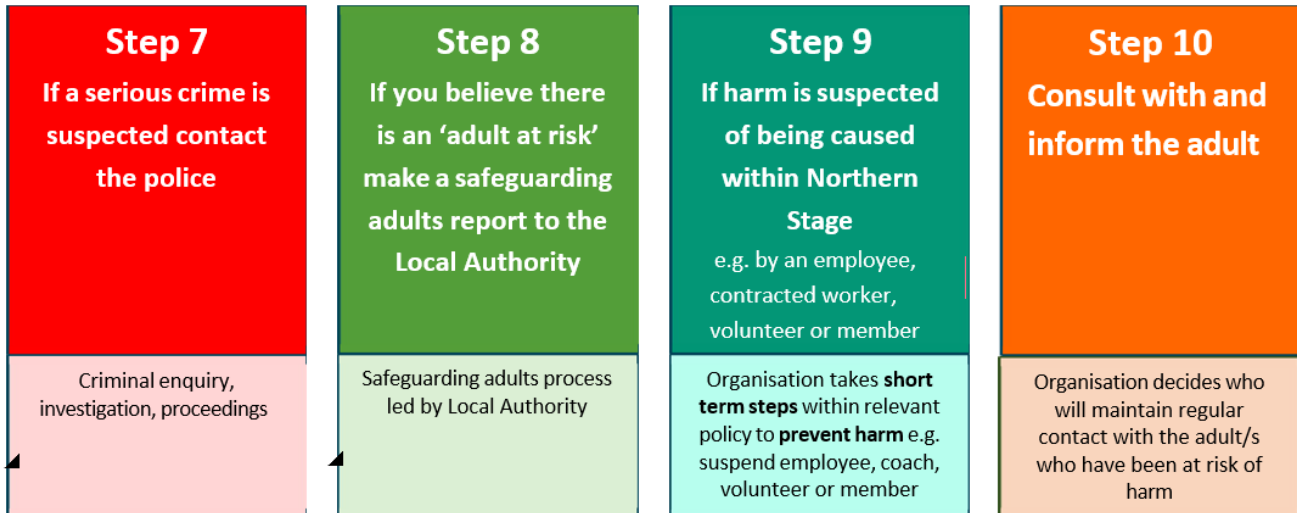 Step 7
If a serious crime is
suspected contact
the police
Criminal enquiry,
investigation, proceedings
Step 8
If you believe there
is an ‘adult at risk’
make a safeguarding
adults report to the
Local Authority
Safeguarding adults process
led by Local Authority
Step 9
If harm is suspected
of being caused
within Northern
Stage
e.g. by an employee,
contracted worker,
volunteer or member
Organisation takes short
term steps within relevant
policy to prevent harm e.g.
suspend employee, coach,
volunteer or member
Step 10
Consult with and
inform the adult
Organisation decides who
will maintain regular
contact with the adult/s
who have been at risk of
harm